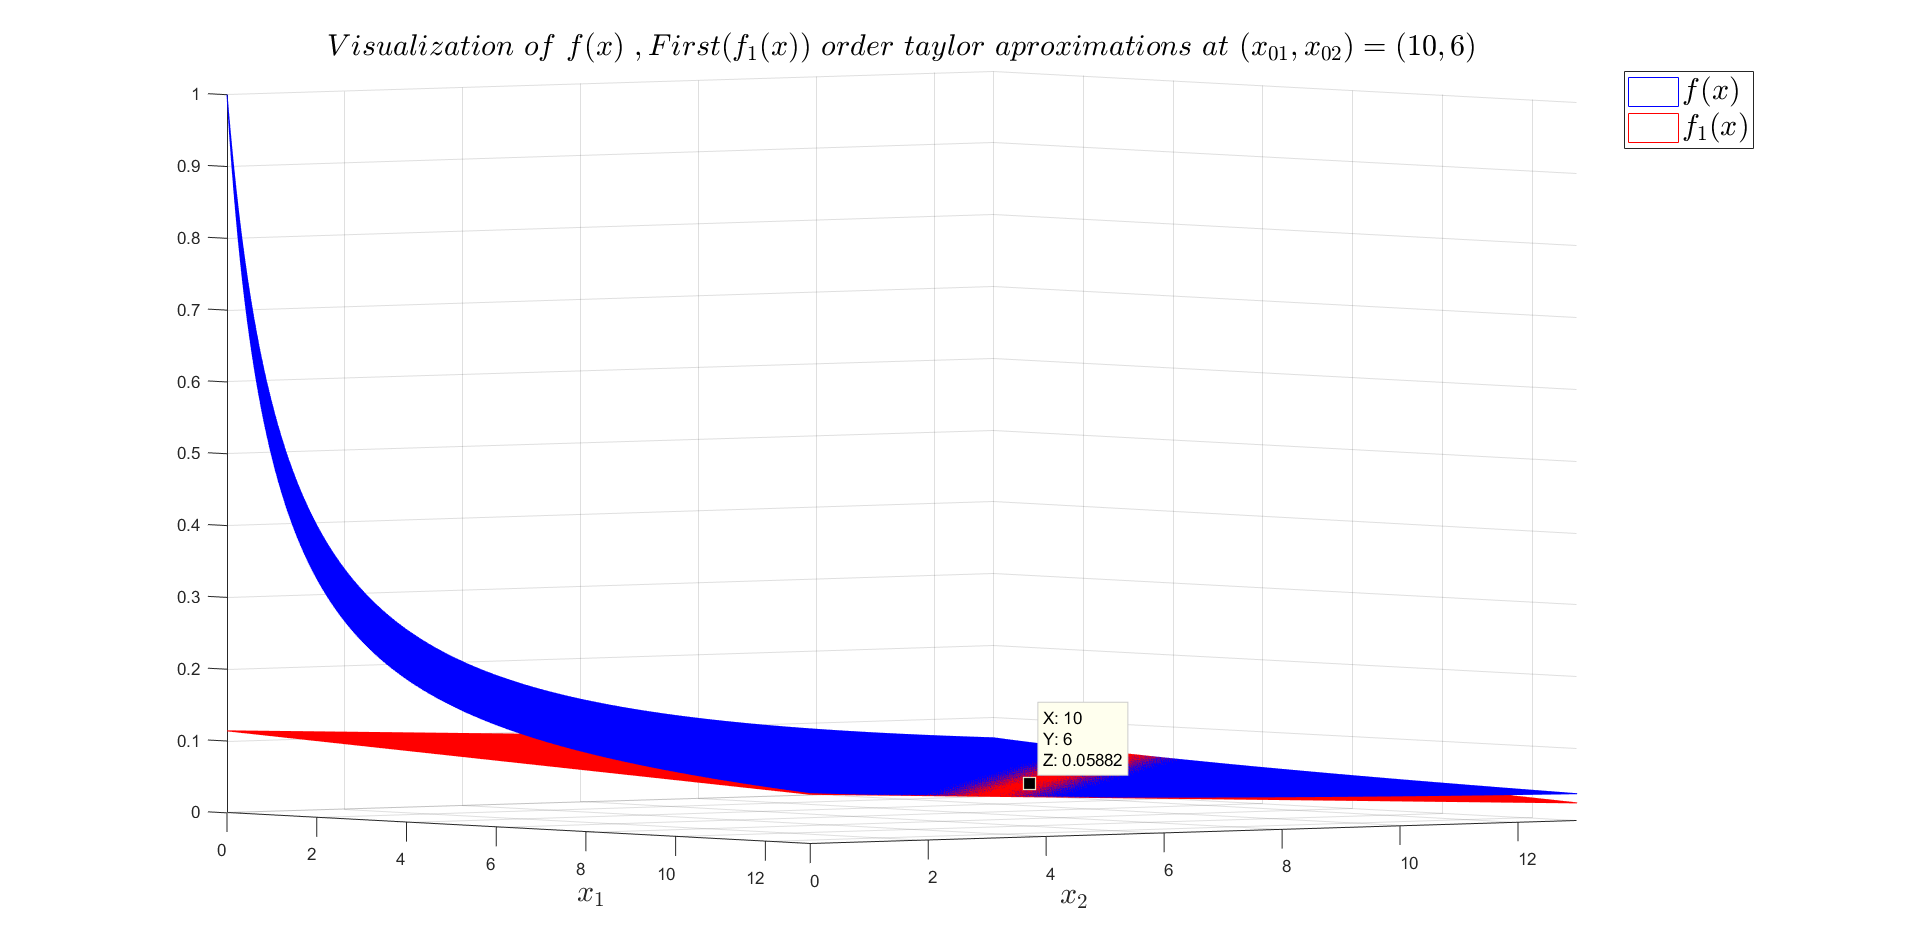 Visualization of f(x) , First(f₁(x)) order taylor aproximations at (x₀₁, x₀₂) = (10, 6)
f(x)
f₁(x)
1
0.9
0.8
0.7
0.6
0.5
0.4
0.3
0.2
0.1
0
X: 10
Y: 6
Z: 0.05882
0 2 4 6 8 10 12
0 2 4 6 8 10 12
x₁
x₂